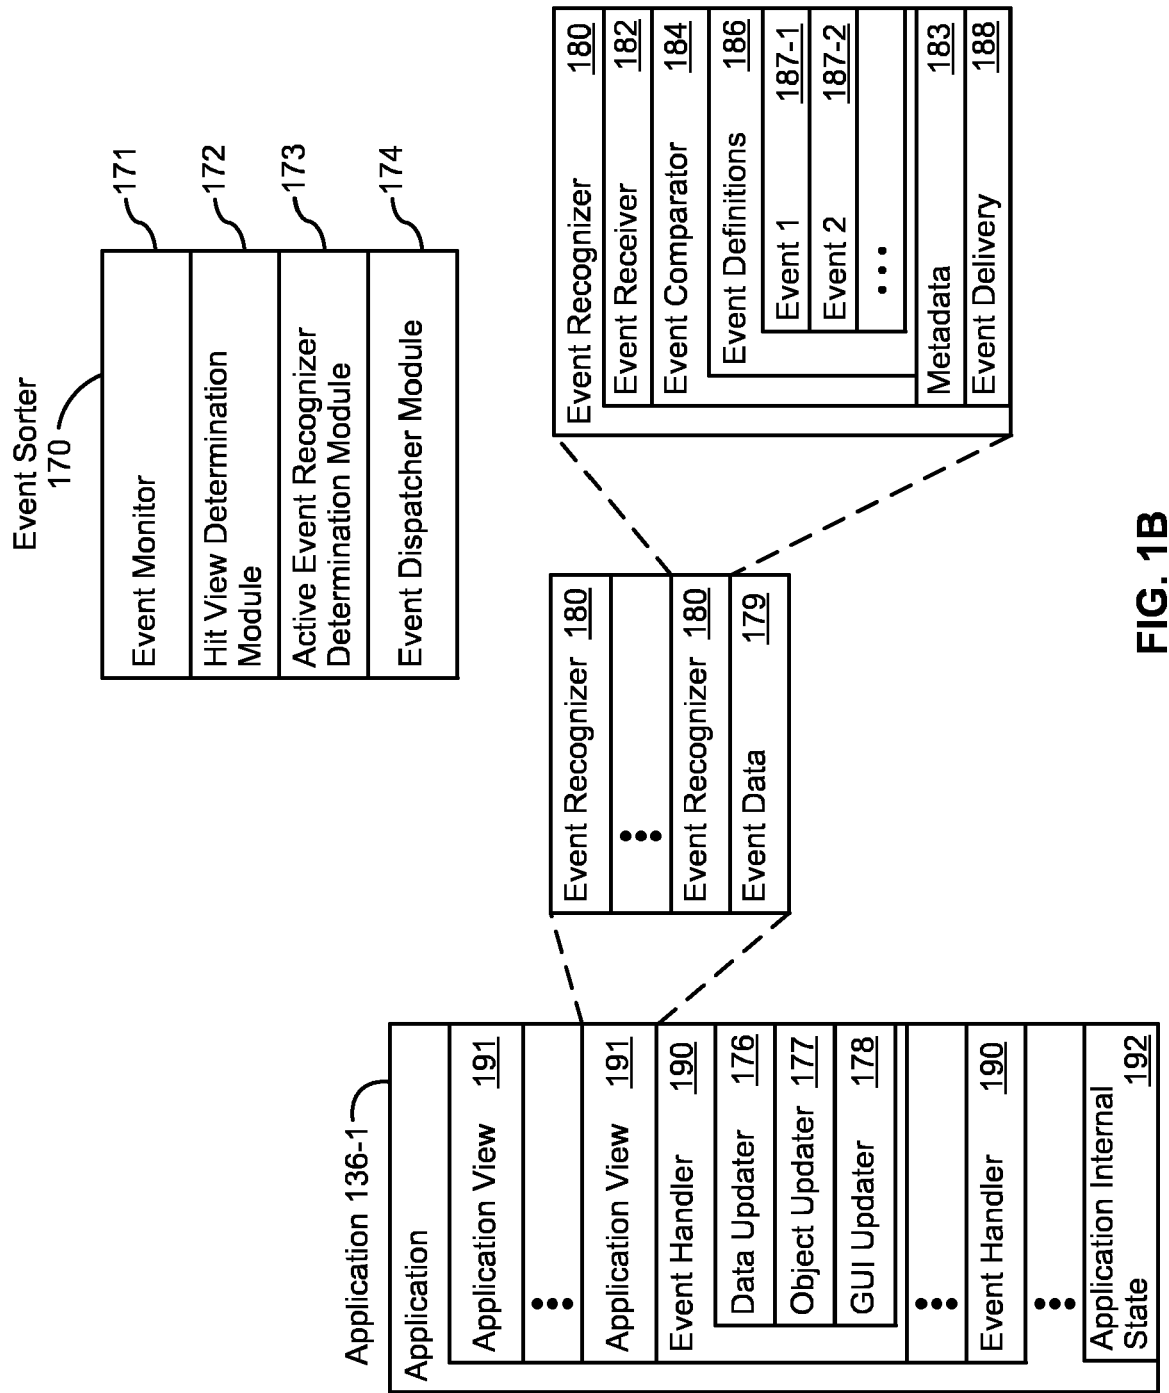 Event Sorter
170
Event Monitor
171
Hit View Determination
Module
172
Active Event Recognizer
Determination Module
173
Event Dispatcher Module
174
Application 136-1
Application
Application View 191
•••
Application View 191
Event Handler 190
Data Updater 176
Object Updater 177
GUI Updater 178
•••
Event Handler 190
•••
Application Internal
State 192
Event Recognizer 180
•••
Event Recognizer 180
Event Data 179
Event Recognizer 180
Event Receiver 182
Event Comparator 184
Event Definitions 186
Event 1 187-1
Event 2 187-2
•••
Metadata 183
Event Delivery 188
FIG. 1B